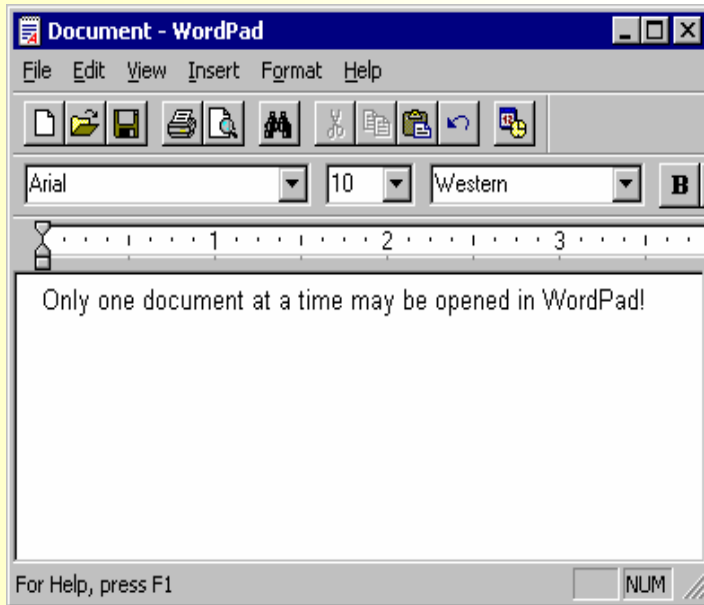 Document - WordPad
File Edit View Insert Format Help
Arial 10 Western B
1 2 3
Only one document at a time may be opened in WordPad!
For Help, press F1 NUM